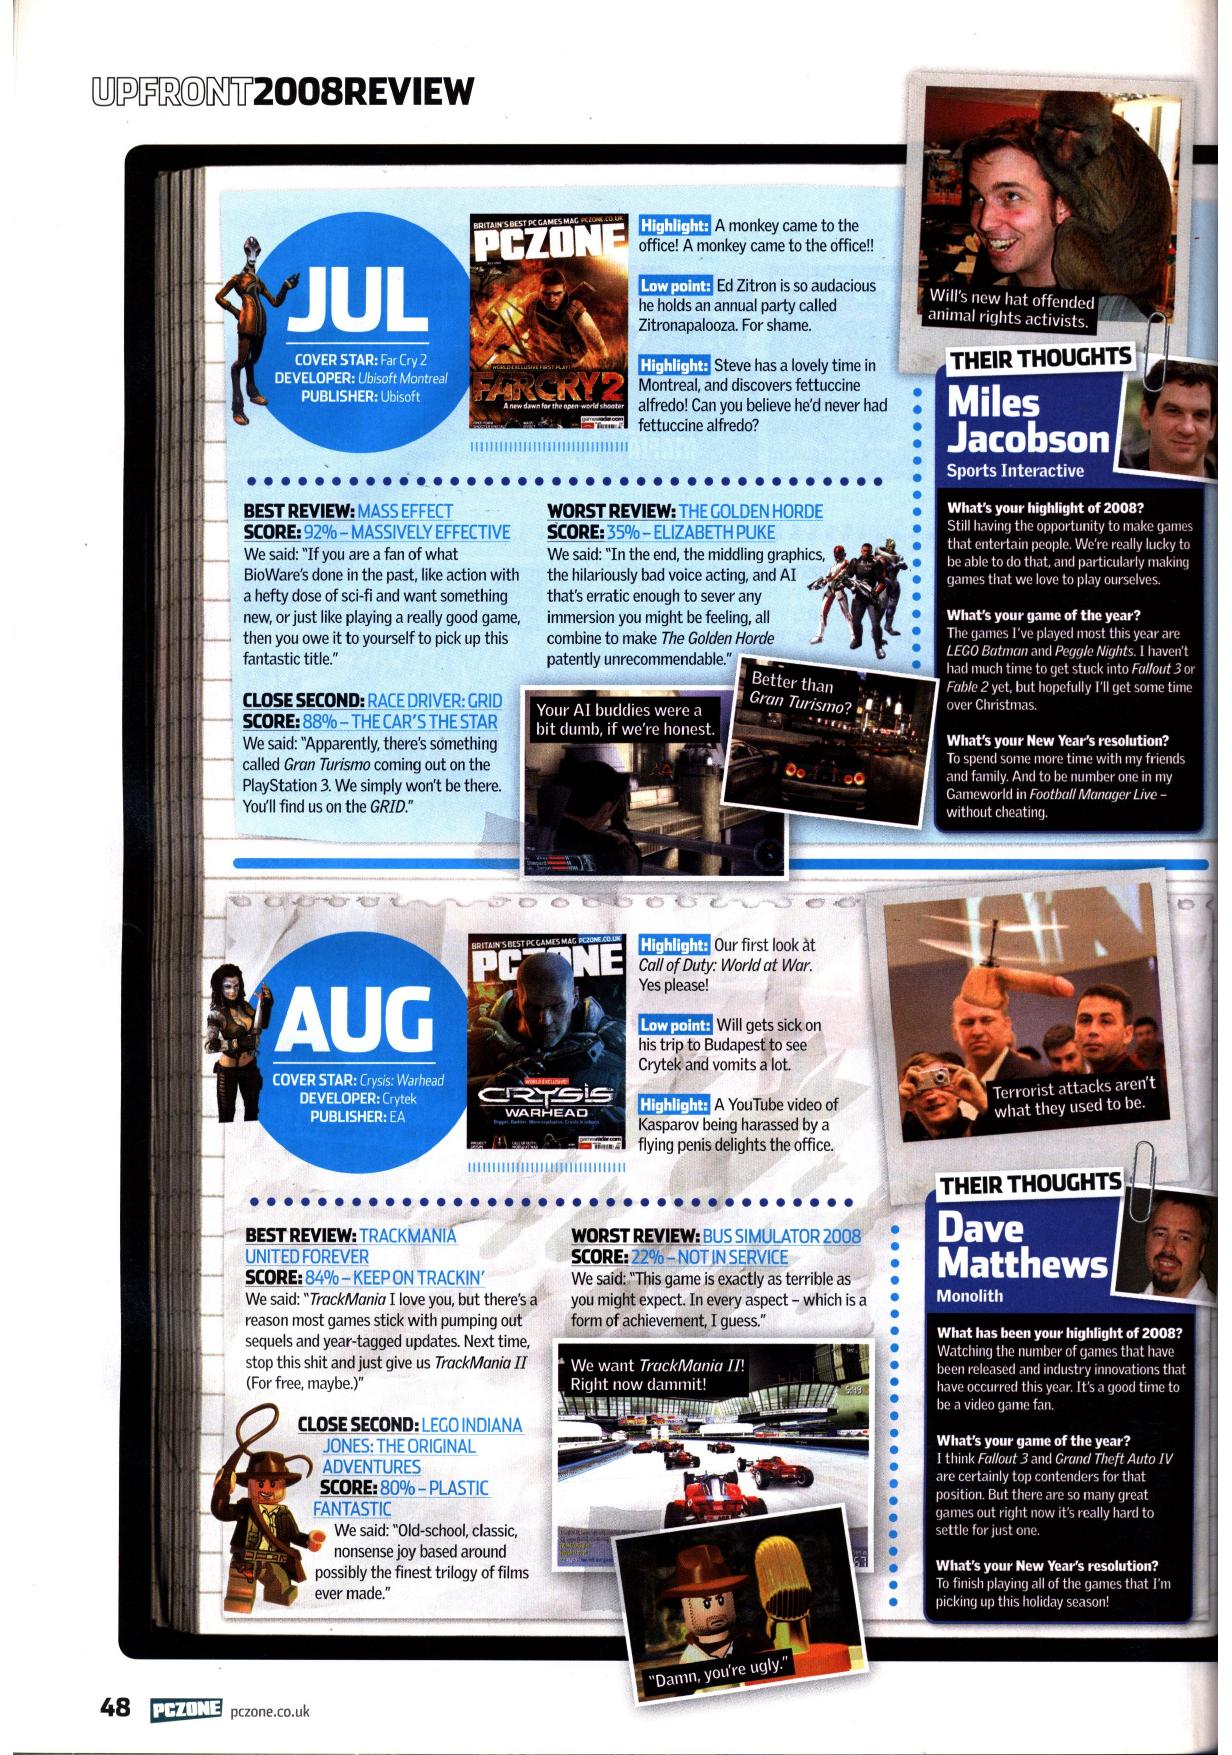 UPFRONT2008REVIEW
JUL
COVER STAR: Far Cry 2
DEVELOPER: Ubisoft Montreal
PUBLISHER: Ubisoft
BRITAIN'S BEST PC GAMES MAG PCZONE.CO.UK
PCZONE
WORLD EXCLUSIVE FIRST PLAY!
FARCRY 2
A new dawn for the open-world shooter
gamesradar.com
Highlight: A monkey came to the
office! A monkey came to the office!!
Low point: Ed Zitron is so audacious
he holds an annual party called
Zitronapalooza. For shame.
Highlight: Steve has a lovely time in
Montreal, and discovers fettuccine
alfredo! Can you believe he'd never had
fettuccine alfredo?
Will's new hat offended
animal rights activists.
BEST REVIEW: MASS EFFECT
SCORE: 92% – MASSIVELY EFFECTIVE
We said: "If you are a fan of what
BioWare's done in the past, like action with
a hefty dose of sci-fi and want something
new, or just like playing a really good game,
then you owe it to yourself to pick up this
fantastic title."
CLOSE SECOND: RACE DRIVER: GRID
SCORE: 88% – THE CAR'S THE STAR
We said: "Apparently, there's something
called Gran Turismo coming out on the
PlayStation 3. We simply won't be there.
You'll find us on the GRID."
WORST REVIEW: THE GOLDEN HORDE
SCORE: 35% – ELIZABETH PUKE
We said: "In the end, the middling graphics,
the hilariously bad voice acting, and AI
that's erratic enough to sever any
immersion you might be feeling, all
combine to make The Golden Horde
patently unrecommendable."
Your AI buddies were a
bit dumb, if we're honest.
Better than
Gran Turismo?
THEIR THOUGHTS
Miles
Jacobson
Sports Interactive
What's your highlight of 2008?
Still having the opportunity to make games
that entertain people. We're really lucky to
be able to do that, and particularly making
games that we love to play ourselves.
What's your game of the year?
The games I've played most this year are
LEGO Batman and Peggle Nights. I haven't
had much time to get stuck into Fallout 3 or
Fable 2 yet, but hopefully I'll get some time
over Christmas.
What's your New Year's resolution?
To spend some more time with my friends
and family. And to be number one in my
Gameworld in Football Manager Live –
without cheating.
AUG
COVER STAR: Crysis: Warhead
DEVELOPER: Crytek
PUBLISHER: EA
BRITAIN'S BEST PC GAMES MAG PCZONE.CO.UK
PCZONE
WORLD EXCLUSIVE!
CRYSIS
WARHEAD
gamesradar.com
Highlight: Our first look at
Call of Duty: World at War.
Yes please!
Low point: Will gets sick on
his trip to Budapest to see
Crytek and vomits a lot.
Highlight: A YouTube video of
Kasparov being harassed by a
flying penis delights the office.
Terrorist attacks aren't
what they used to be.
BEST REVIEW: TRACKMANIA
UNITED FOREVER
SCORE: 84% – KEEP ON TRACKIN'
We said: "TrackMania I love you, but there's a
reason most games stick with pumping out
sequels and year-tagged updates. Next time,
stop this shit and just give us TrackMania II
(For free, maybe.)"
CLOSE SECOND: LEGO INDIANA
JONES: THE ORIGINAL
ADVENTURES
SCORE: 80% – PLASTIC
FANTASTIC
We said: "Old-school, classic,
nonsense joy based around
possibly the finest trilogy of films
ever made."
WORST REVIEW: BUS SIMULATOR 2008
SCORE: 22% – NOT IN SERVICE
We said: "This game is exactly as terrible as
you might expect. In every aspect – which is a
form of achievement, I guess."
We want TrackMania II!
Right now dammit!
"Damn, you're ugly."
THEIR THOUGHTS
Dave
Matthews
Monolith
What has been your highlight of 2008?
Watching the number of games that have
been released and industry innovations that
have occurred this year. It's a good time to
be a video game fan.
What's your game of the year?
I think Fallout 3 and Grand Theft Auto IV
are certainly top contenders for that
position. But there are so many great
games out right now it's really hard to
settle for just one.
What's your New Year's resolution?
To finish playing all of the games that I'm
picking up this holiday season!
48 PCZONE pczone.co.uk